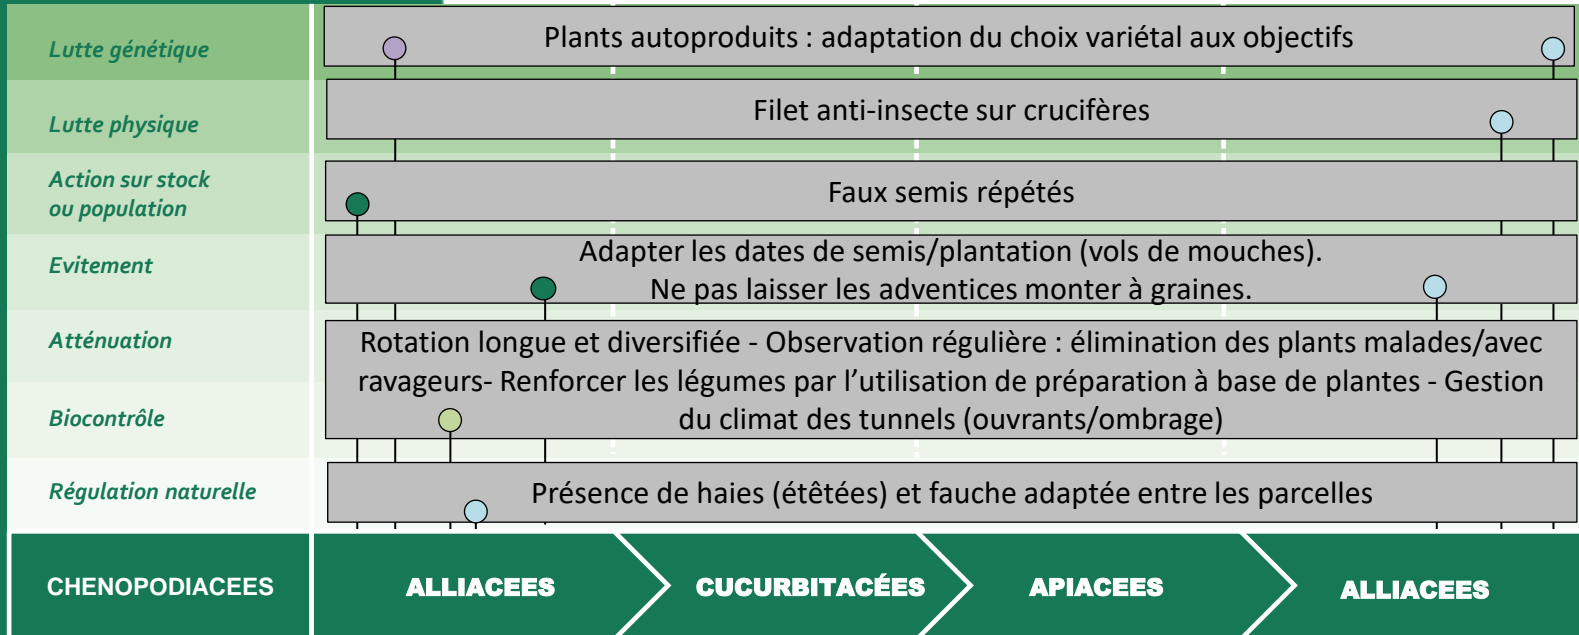 Lutte génétique
Plants autoproduits : adaptation du choix variétal aux objectifs
Lutte physique
Filet anti-insecte sur crucifères
Action sur stock
ou population
Faux semis répétés
Evitement
Adapter les dates de semis/plantation (vols de mouches).
Ne pas laisser les adventices monter à graines.
Atténuation
Biocontrôle
Rotation longue et diversifiée - Observation régulière : élimination des plants malades/avec
ravageurs- Renforcer les légumes par l’utilisation de préparation à base de plantes - Gestion
du climat des tunnels (ouvrants/ombrage)
Régulation naturelle
Présence de haies (étêtées) et fauche adaptée entre les parcelles
CHENOPODIACEES
ALLIACEES
CUCURBITACÉES
APIACEES
ALLIACEES